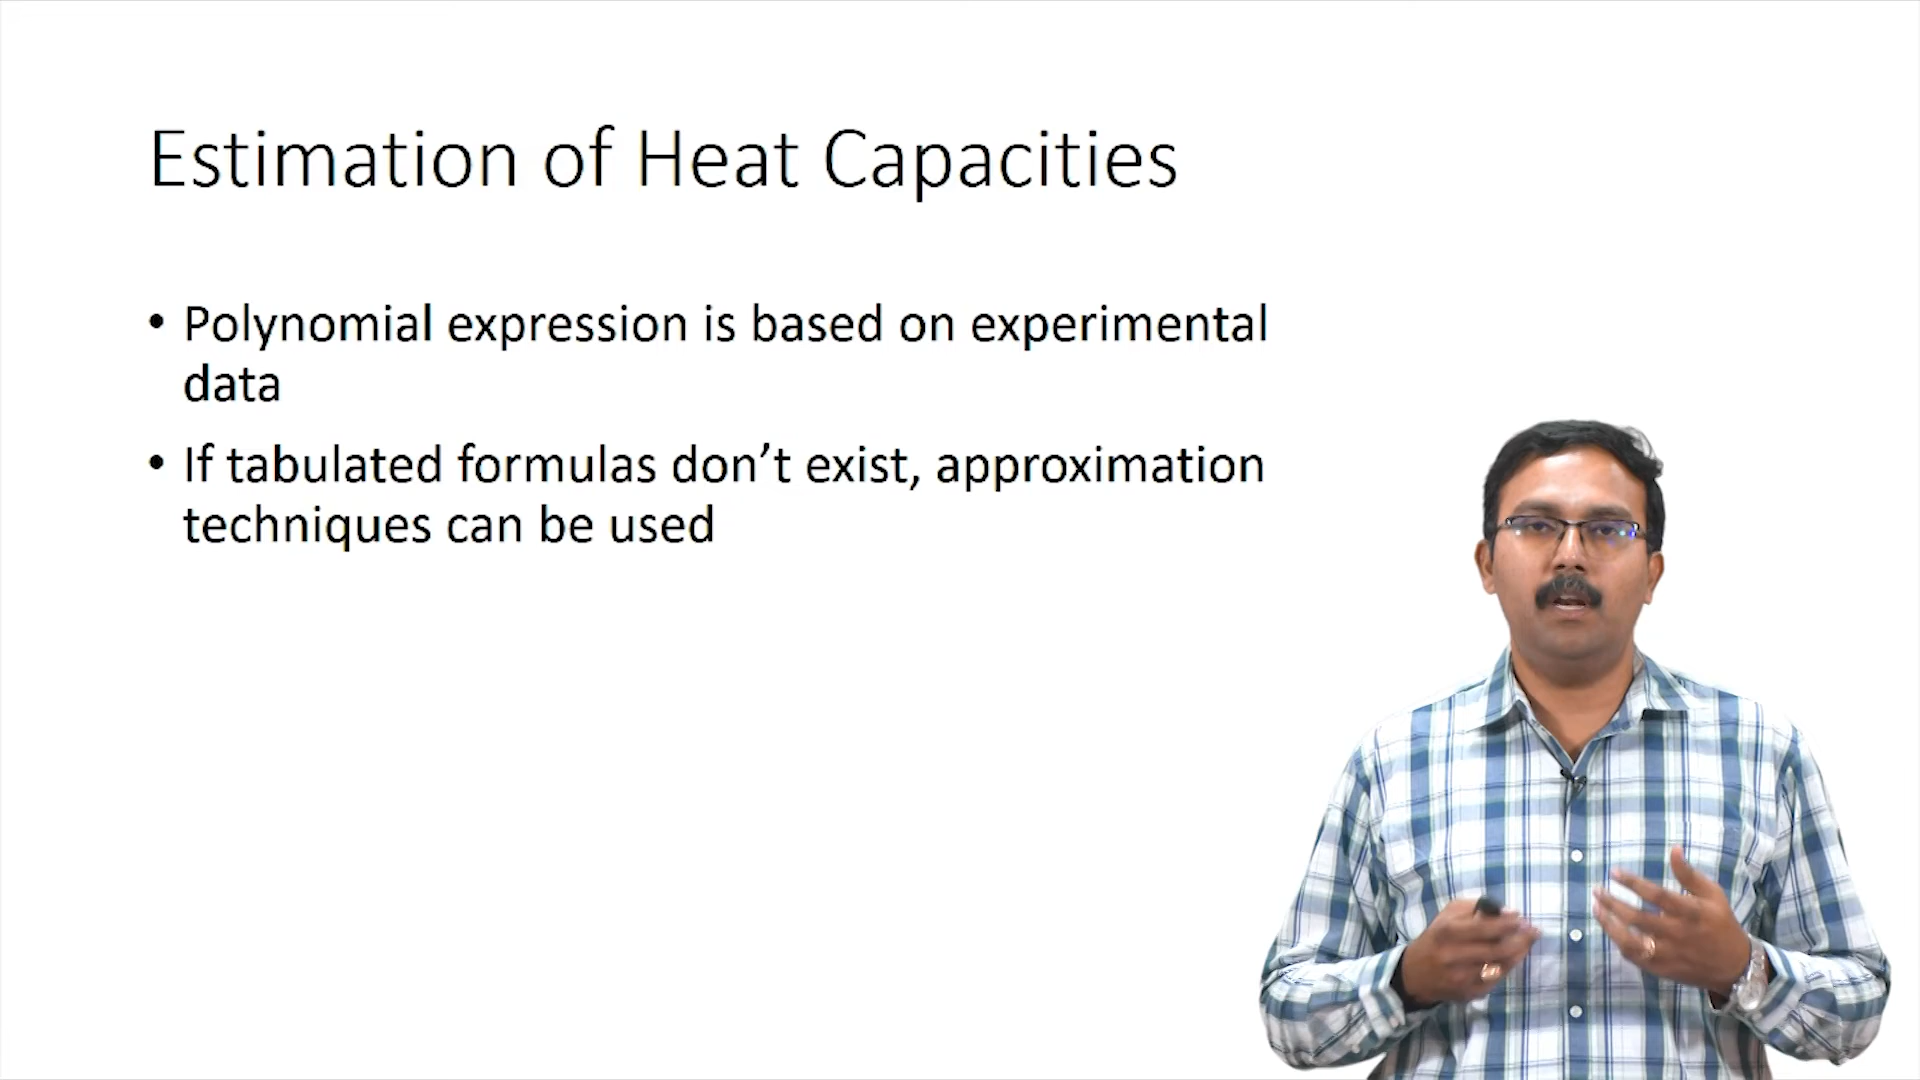 Estimation of Heat Capacities
• Polynomial expression is based on experimental
data
• If tabulated formulas don’t exist, approximation
techniques can be used